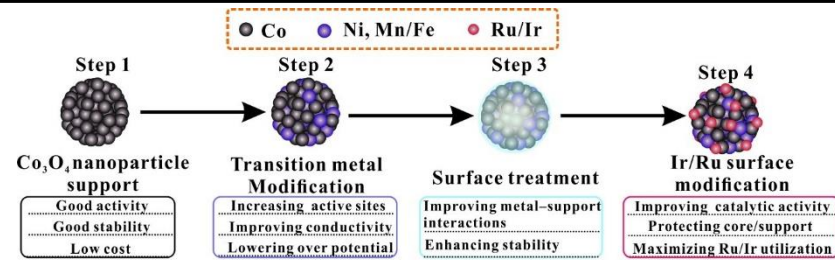 Co Ni, Mn/Fe Ru/Ir
Step 1
Co₃O₄ nanoparticle
support
Good activity
Good stability
Low cost
Step 2
Transition metal
Modification
Increasing active sites
Improving conductivity
Lowering over potential
Step 3
Surface treatment
Improving metal–support
interactions
Enhancing stability
Step 4
Ir/Ru surface
modification
Improving catalytic activity
Protecting core/support
Maximizing Ru/Ir utilization